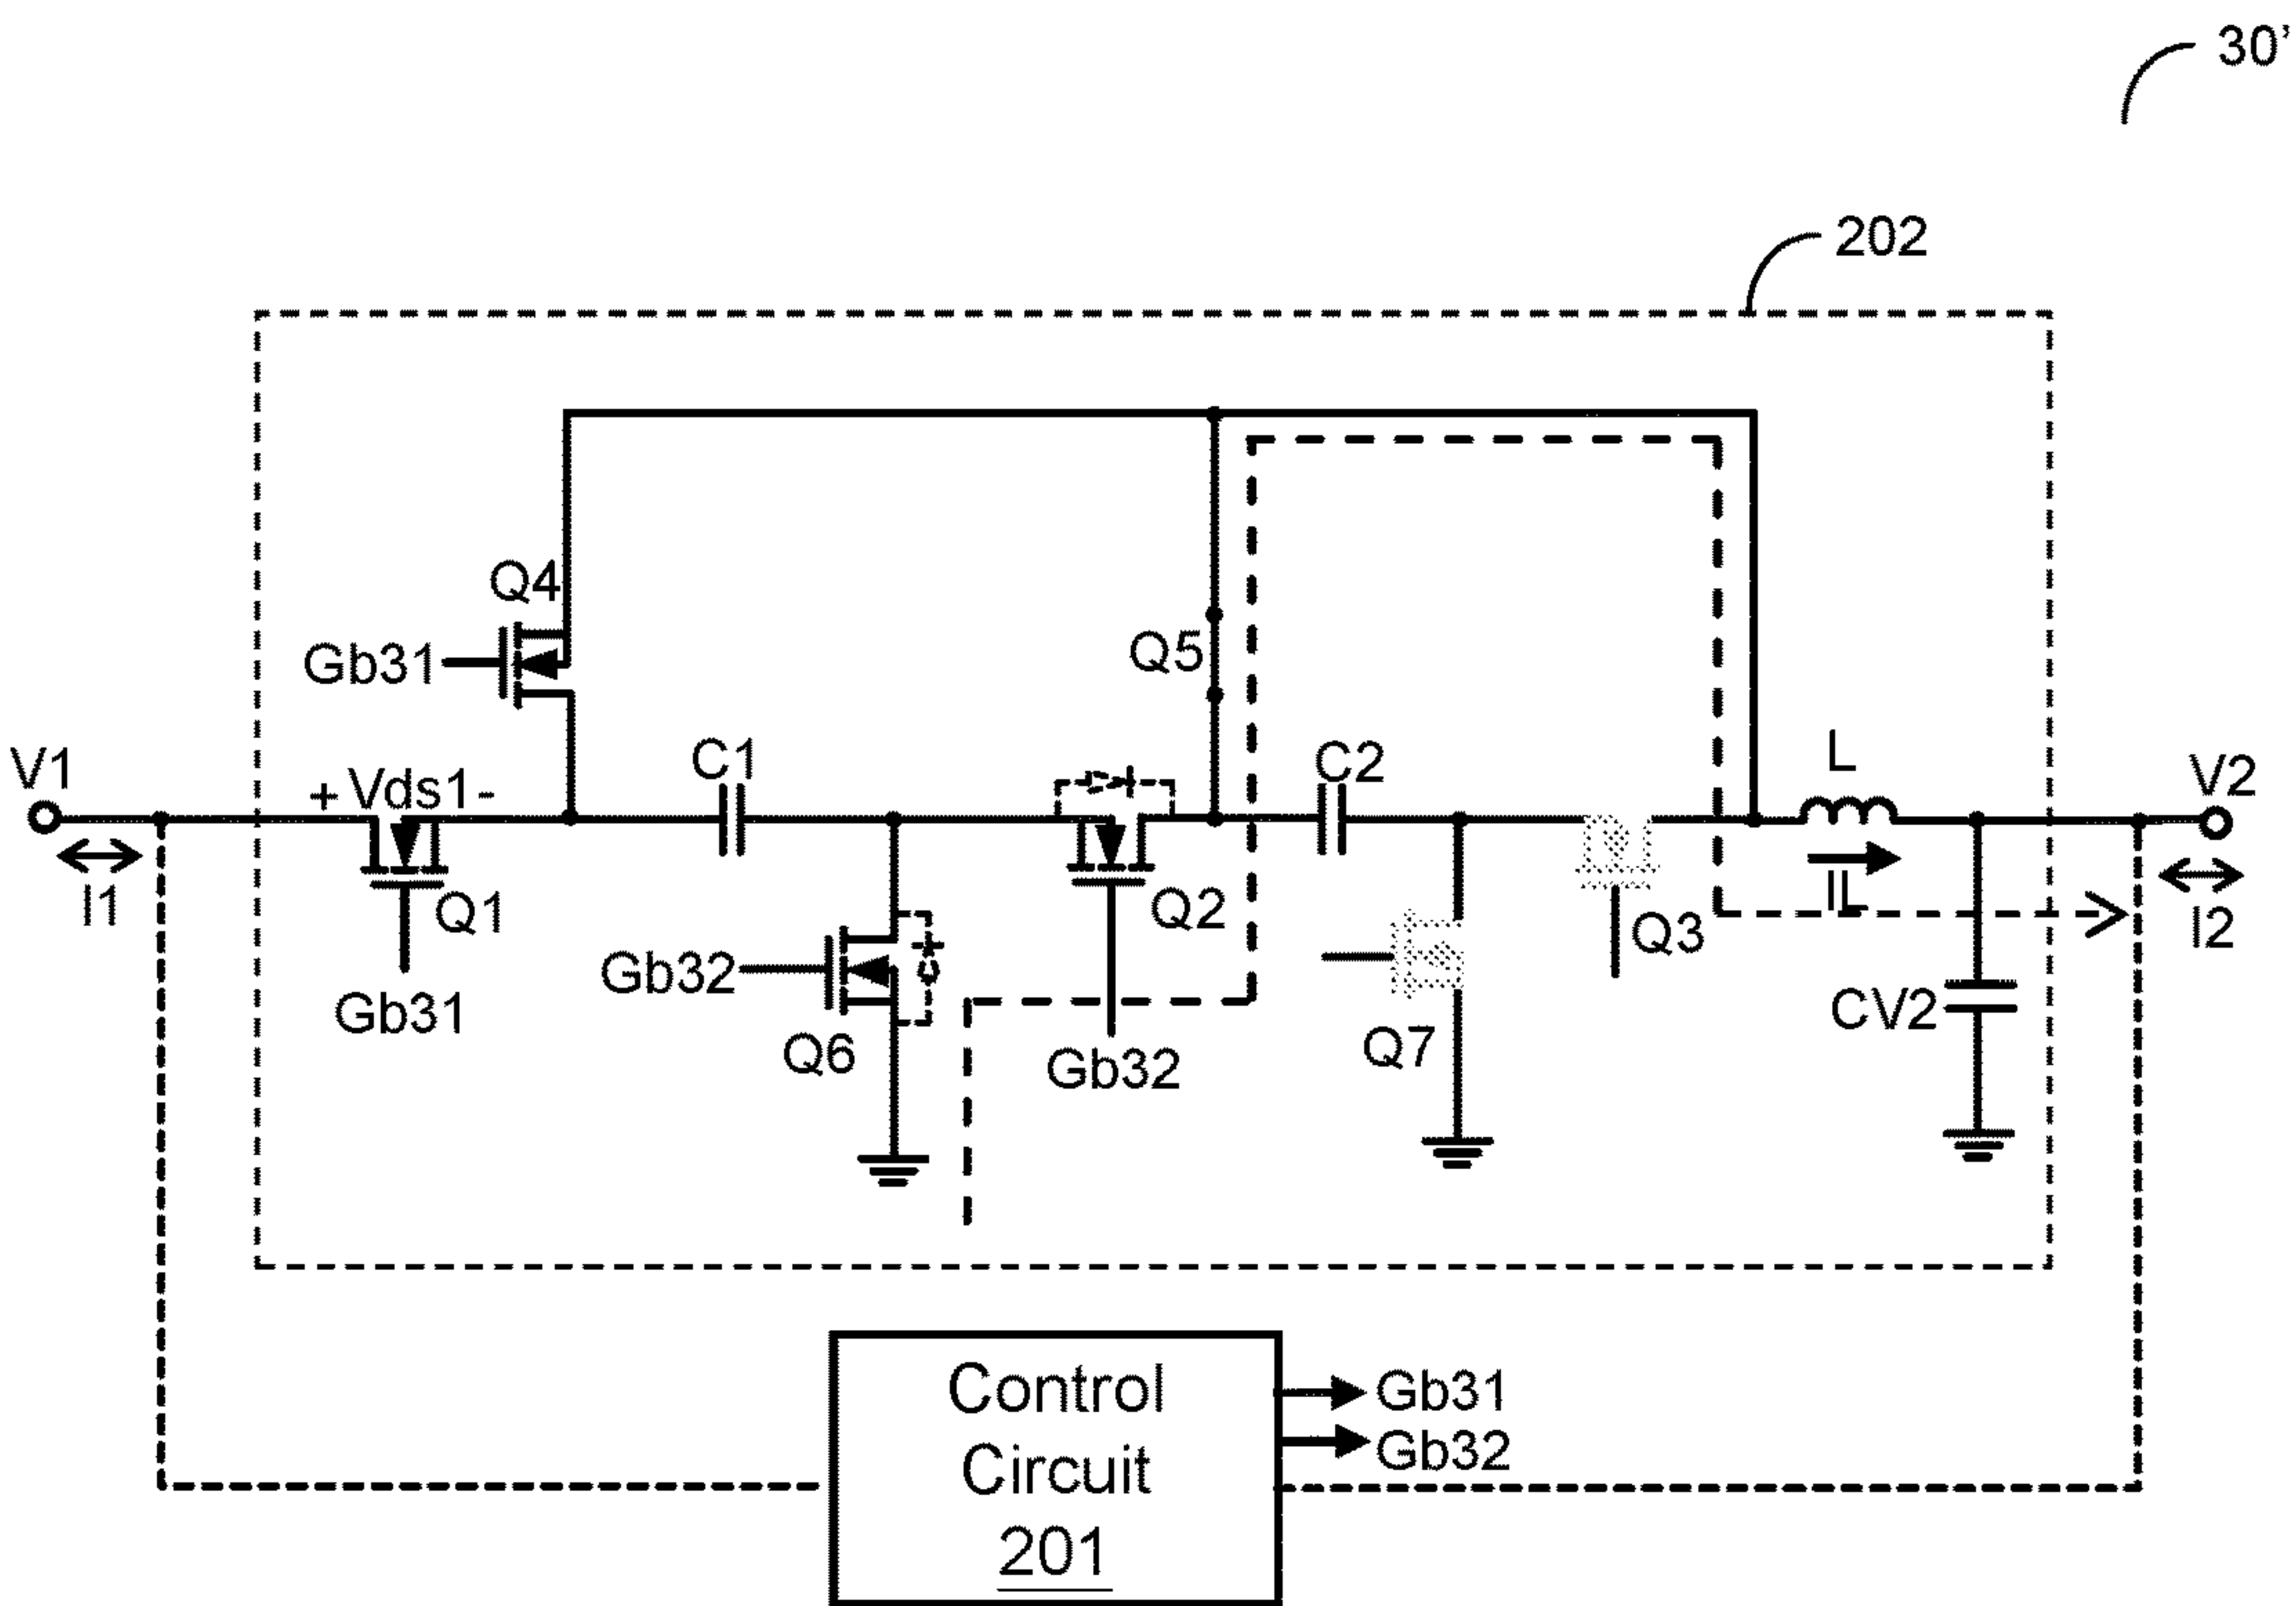 30'
202
Q4
Gb31
Q5
V1
+Vds1-
C1
C2
L
V2
I1
Q1
Q2
IL
Q3
I2
Gb31
Gb32
Q6
Gb32
Q7
CV2
Control
Circuit
201
Gb31
Gb32